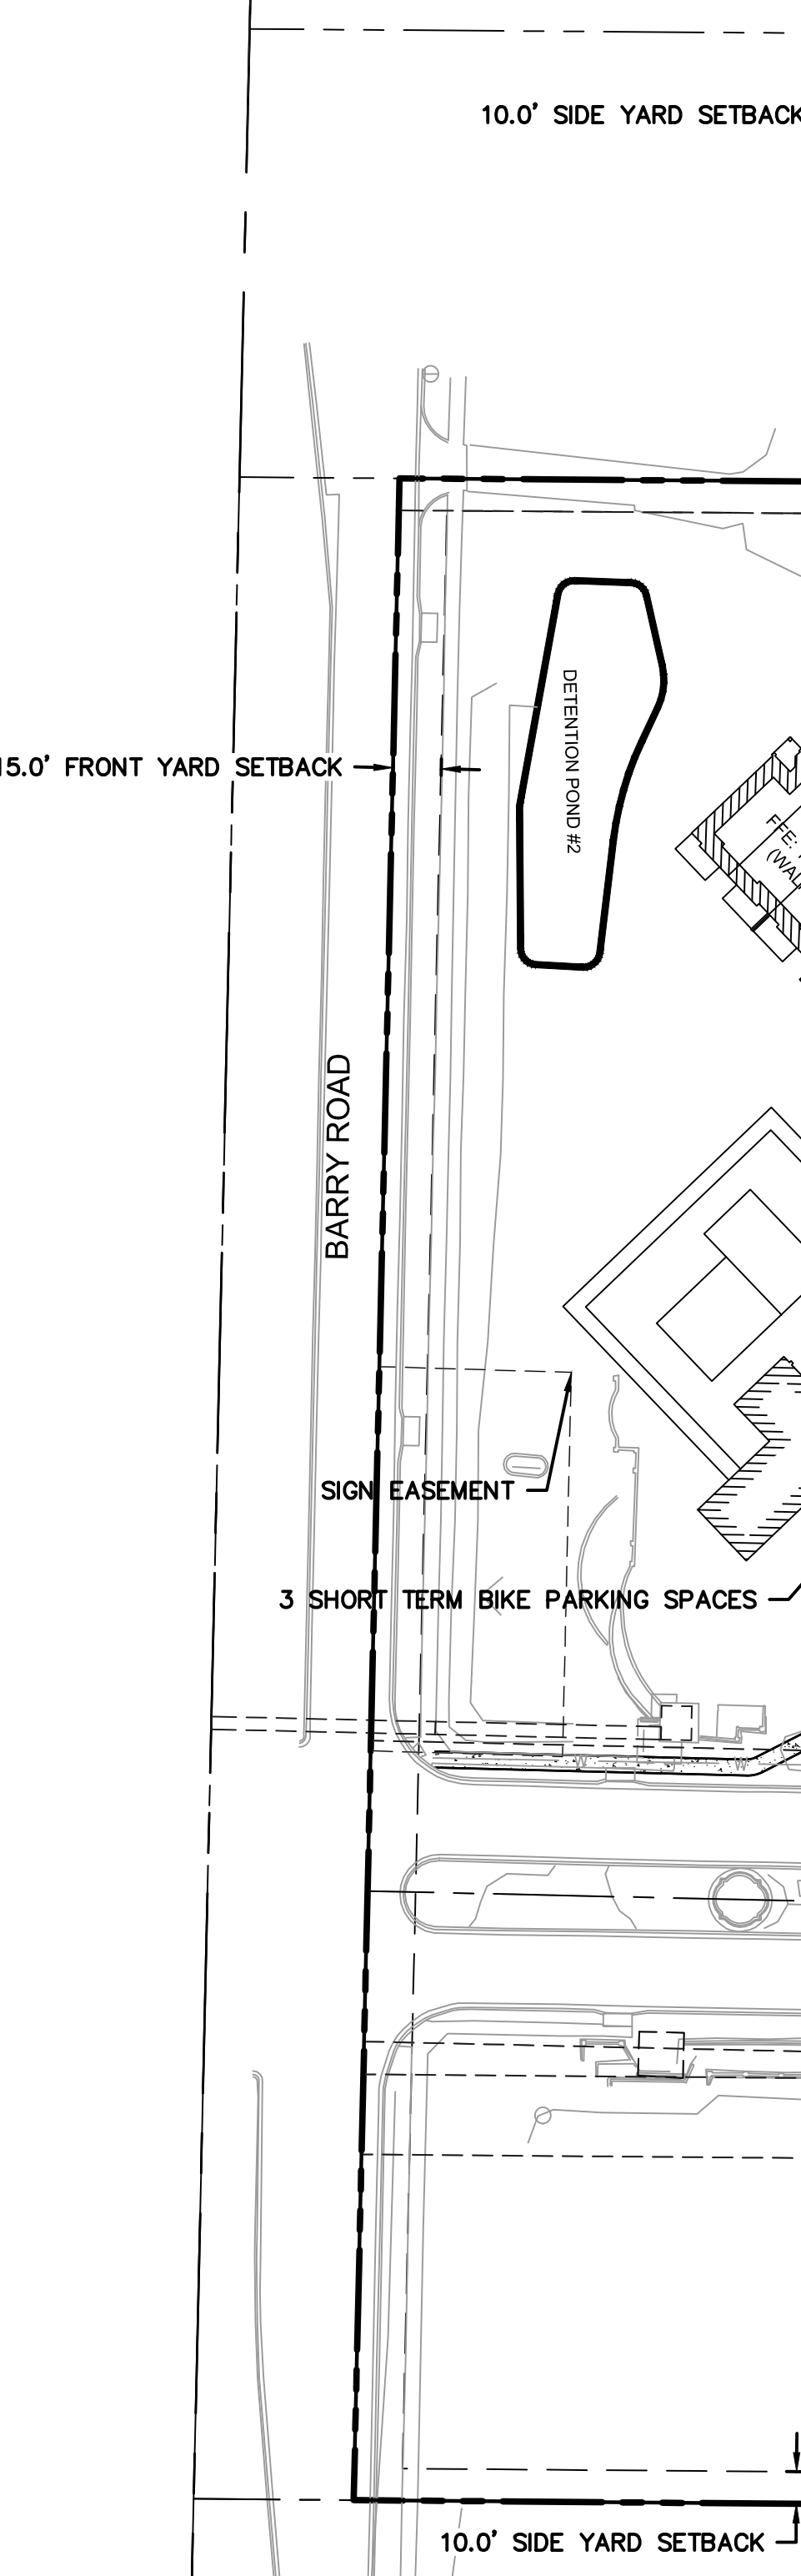 10.0' SIDE YARD SETBACK
DETENTION POND #2
15.0' FRONT YARD SETBACK
FFE:
BARRY ROAD
SIGN EASEMENT
3 SHORT TERM BIKE PARKING SPACES
W W
10.0' SIDE YARD SETBACK